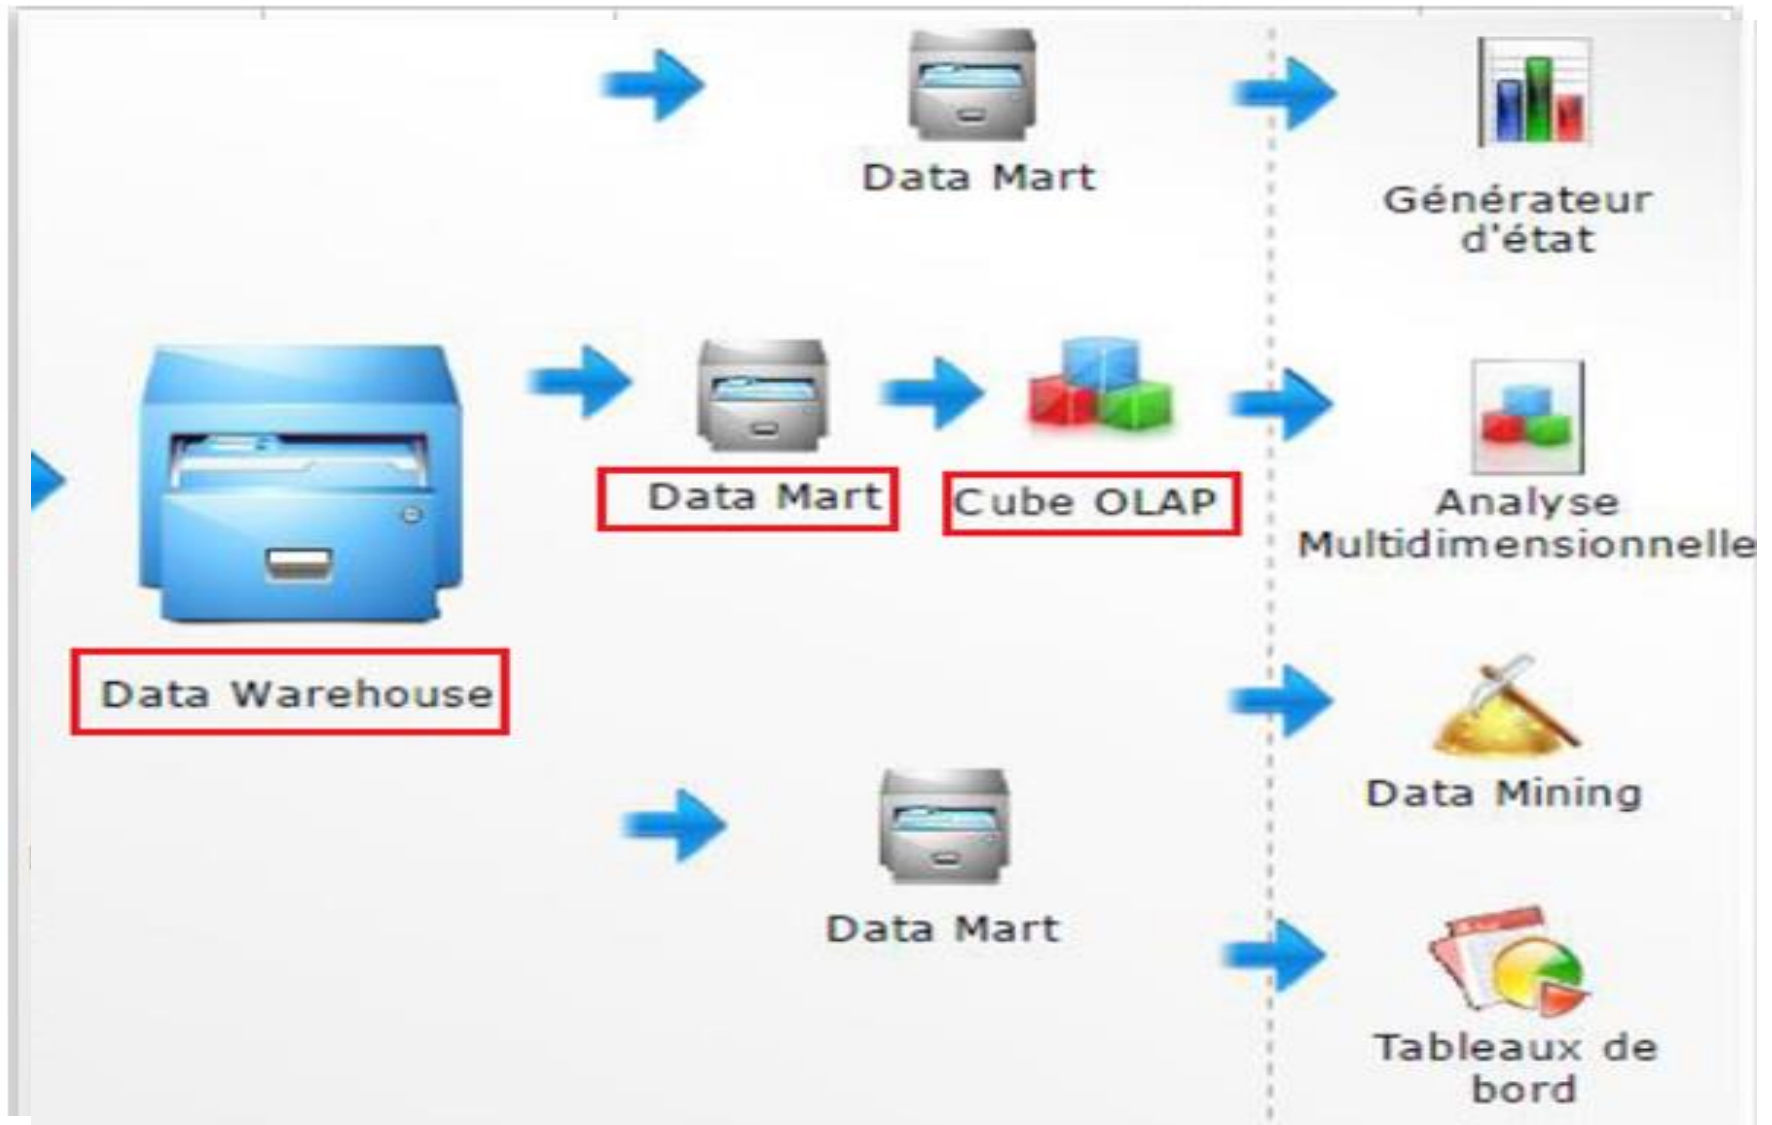 Data Mart
Générateur
d'état
Data Mart
Cube OLAP
Analyse
Multidimensionnelle
Data Warehouse
Data Mining
Data Mart
Tableaux de
bord